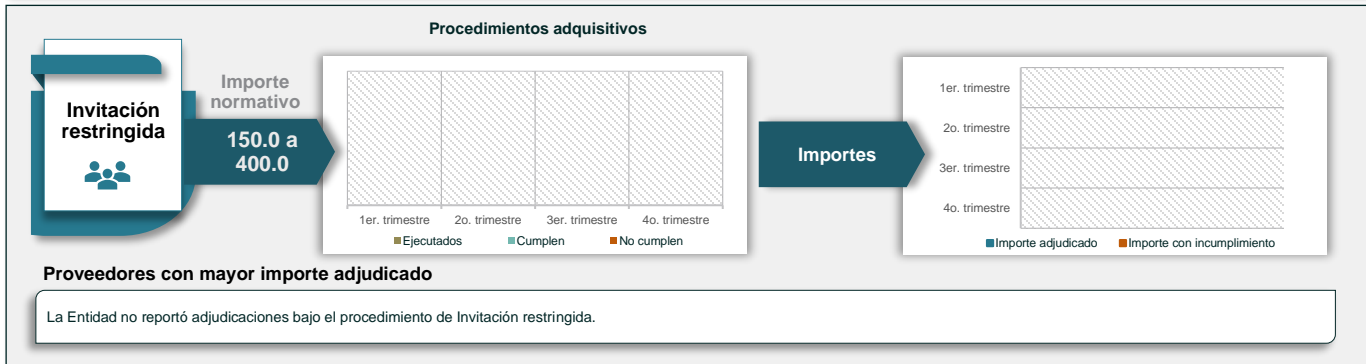 Procedimientos adquisitivos
Invitación
restringida
Importe
normativo
150.0 a
400.0
1er. trimestre
2o. trimestre
3er. trimestre
4o. trimestre
Ejecutados
Cumplen
No cumplen
Importes
1er. trimestre
2o. trimestre
3er. trimestre
4o. trimestre
Importe adjudicado
Importe con incumplimiento
Proveedores con mayor importe adjudicado
La Entidad no reportó adjudicaciones bajo el procedimiento de Invitación restringida.